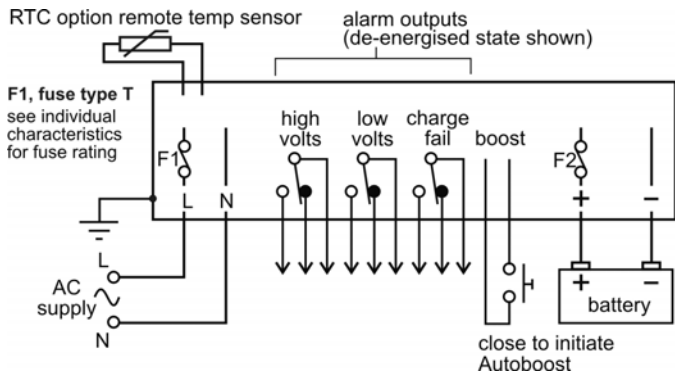 RTC option remote temp sensor
alarm outputs
(de-energised state shown)
F1, fuse type T
see individual
characteristics
for fuse rating
high
volts
low
volts
charge
fail
boost
F1
F2
L
N
+
–
L
AC
supply
N
+
–
battery
close to initiate
Autoboost